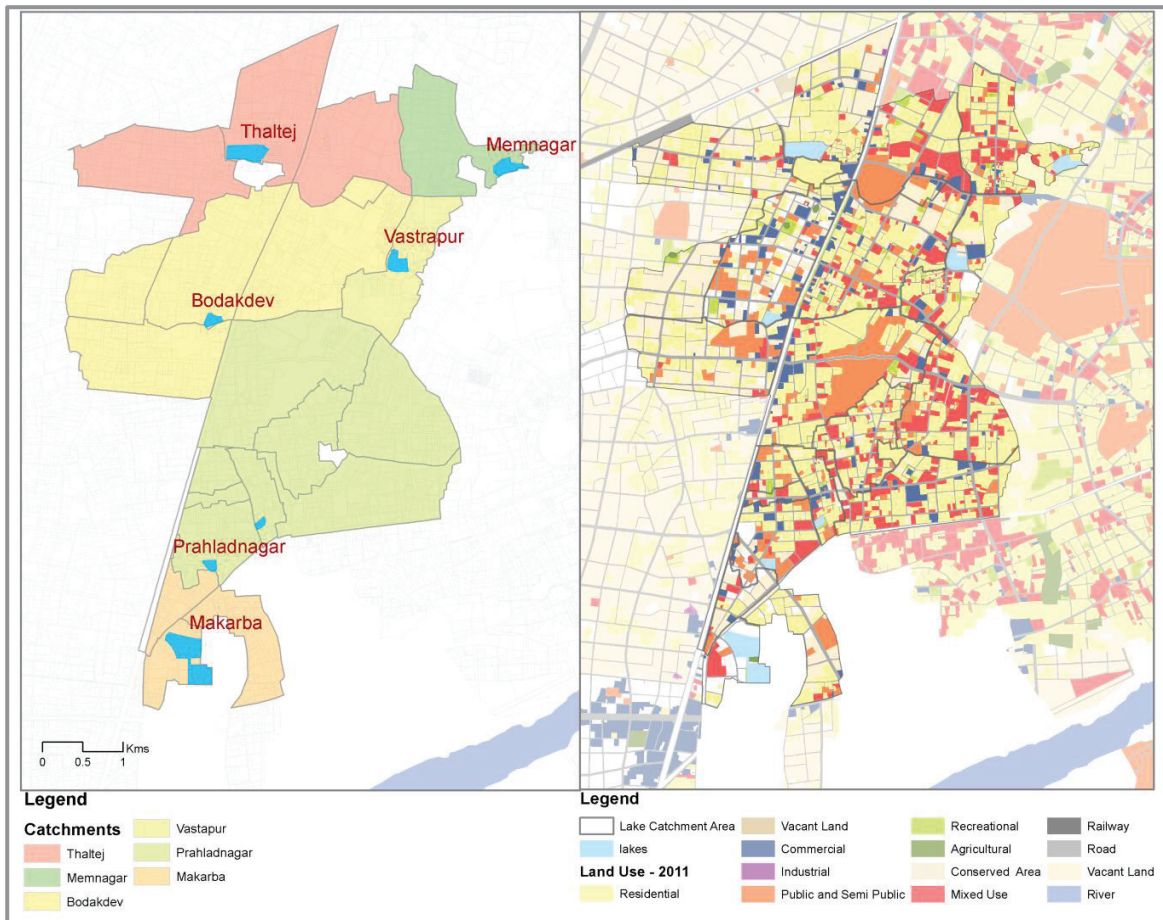 Thaltej
Memnagar
Vastrapur
Bodakdev
Prahladnagar
Makarba
0 0.5 1 Kms
Legend
Catchments
Thaltej
Memnagar
Bodakdev
Vastapur
Prahladnagar
Makarba
Legend
Lake Catchment Area
lakes
Land Use - 2011
Residential
Vacant Land
Commercial
Industrial
Public and Semi Public
Recreational
Agricultural
Conserved Area
Mixed Use
Railway
Road
Vacant Land
River